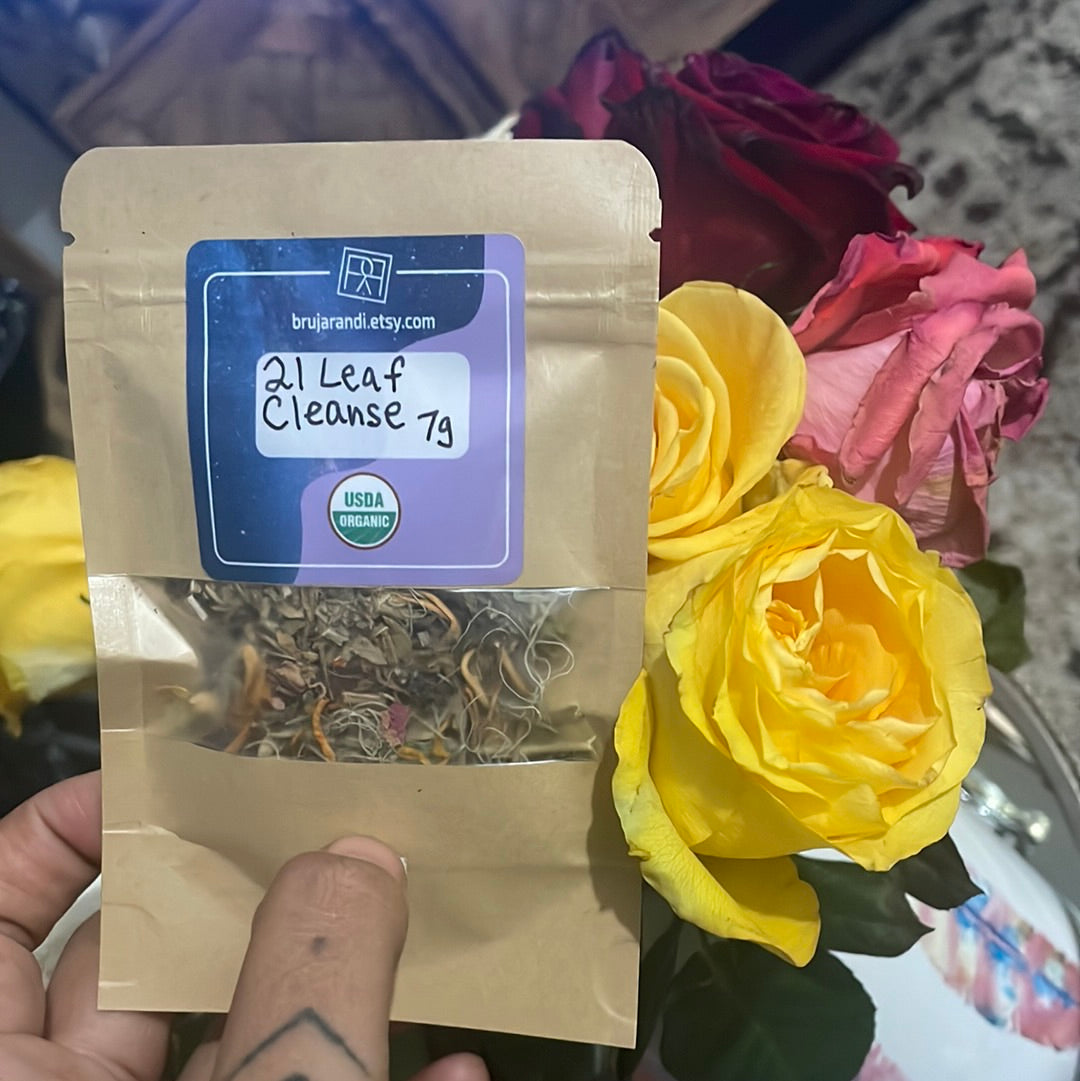 brujarandi.etsy.com
21 Leaf
Cleanse 7g
USDA
ORGANIC